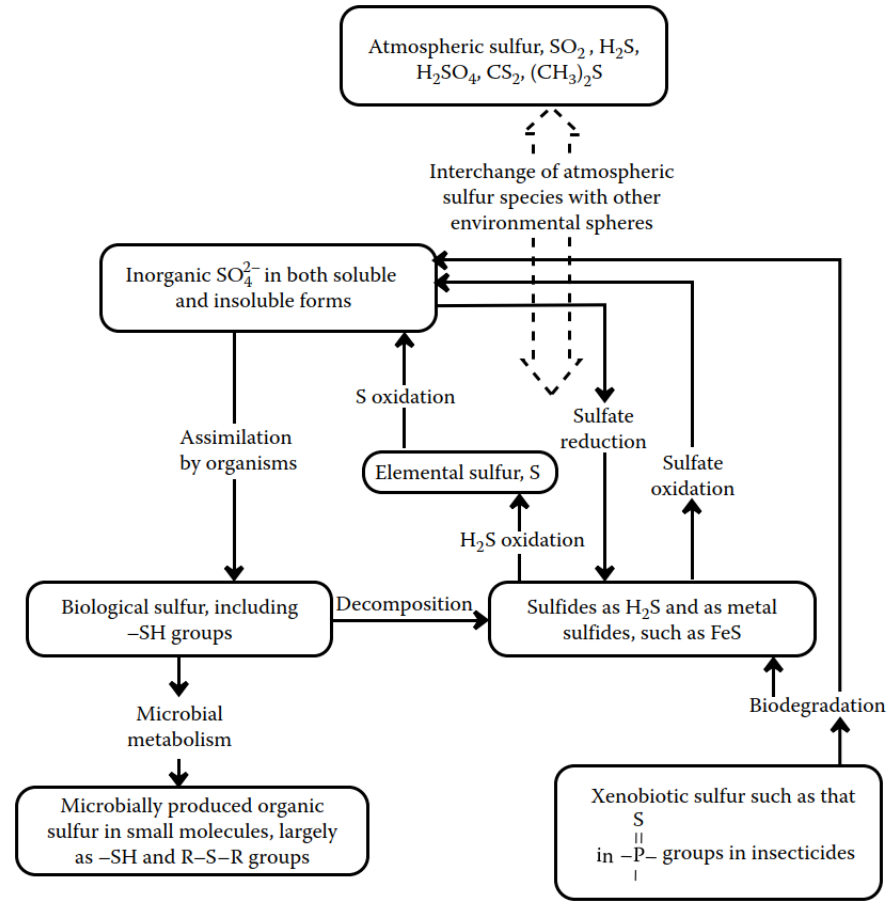 Atmospheric sulfur, SO₂, H₂S,
H₂SO₄, CS₂, (CH₃)₂S
Interchange of atmospheric
sulfur species with other
environmental spheres
Inorganic SO₄²⁻ in both soluble
and insoluble forms
S oxidation
Sulfate
reduction
Assimilation
by organisms
Elemental sulfur, S
Sulfate
oxidation
H₂S oxidation
Biological sulfur, including
–SH groups
Decomposition
Sulfides as H₂S and as metal
sulfides, such as FeS
Microbial
metabolism
Biodegradation
Microbially produced organic
sulfur in small molecules, largely
as –SH and R–S–R groups
Xenobiotic sulfur such as that
S
in –P– groups in insecticides